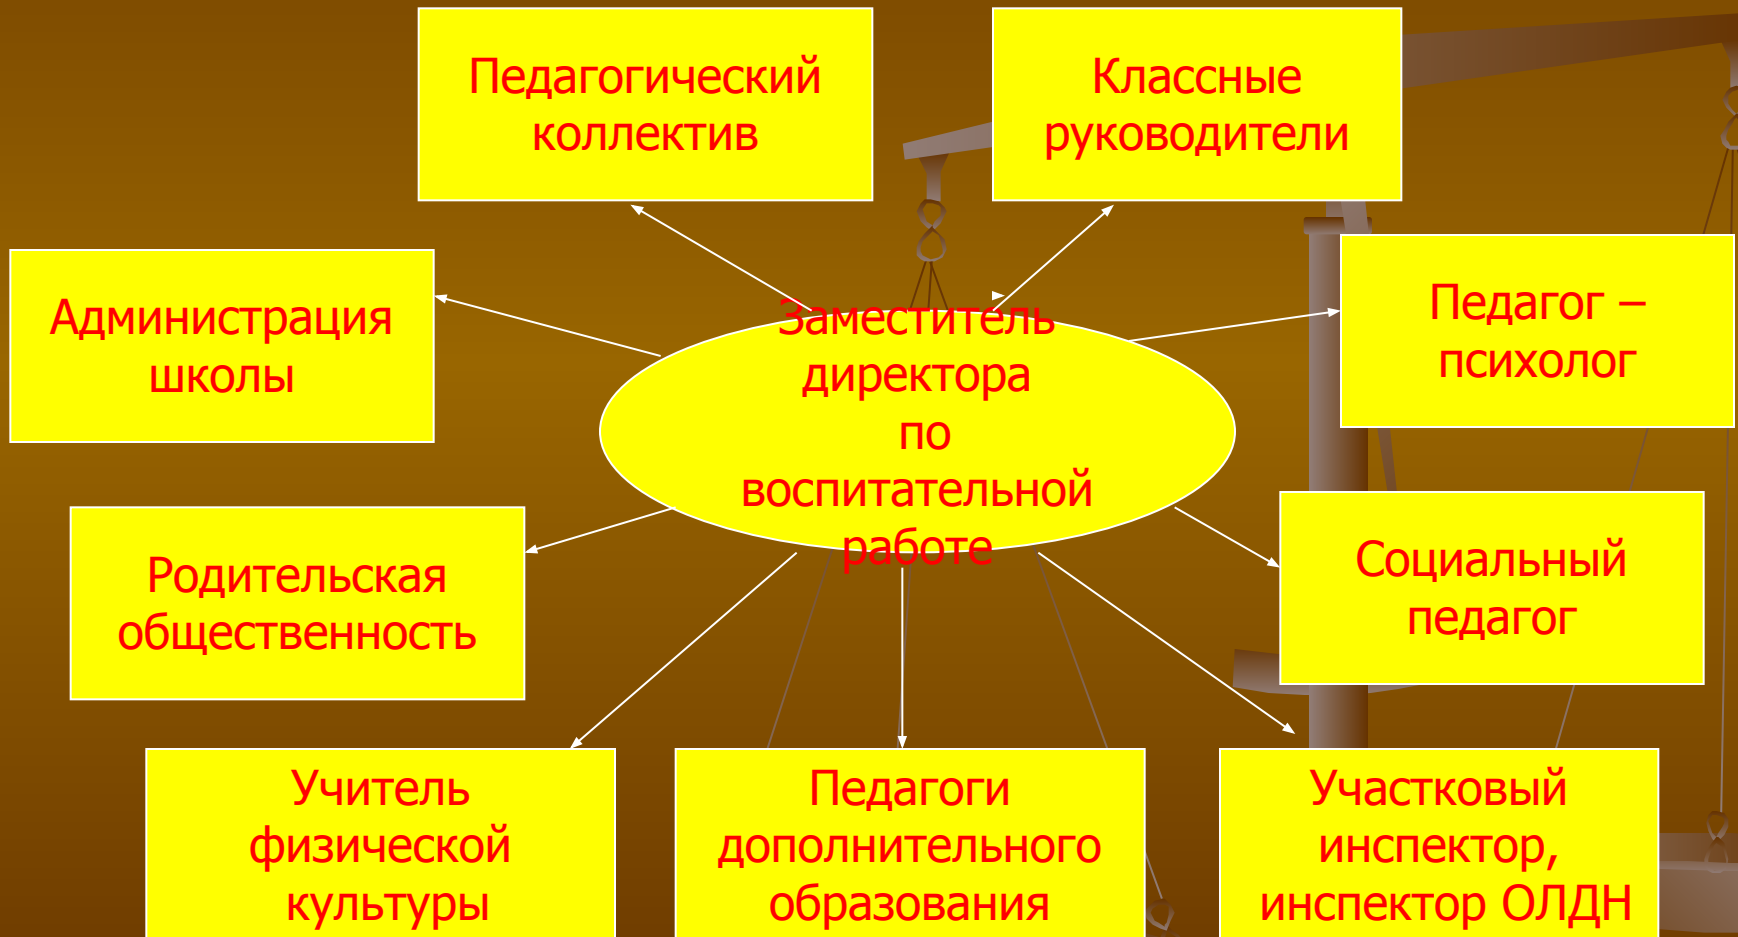 Педагогический
коллектив
Классные
руководители
Администрация
школы
Педагог –
психолог
Заместитель
директора
по
воспитательной
работе
Родительская
общественность
Социальный
педагог
Учитель
физической
культуры
Педагоги
дополнительного
образования
Участковый
инспектор,
инспектор ОЛДН